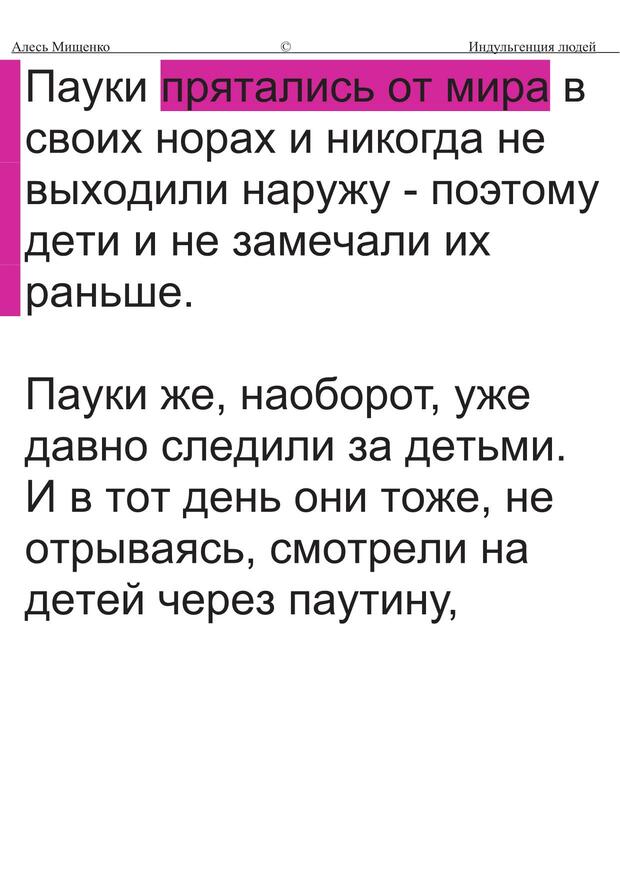 Алесь Мищенко © Индульгенция людей
Пауки прятались от мира в
своих норах и никогда не
выходили наружу - поэтому
дети и не замечали их
раньше.
Пауки же, наоборот, уже
давно следили за детьми.
И в тот день они тоже, не
отрываясь, смотрели на
детей через паутину,